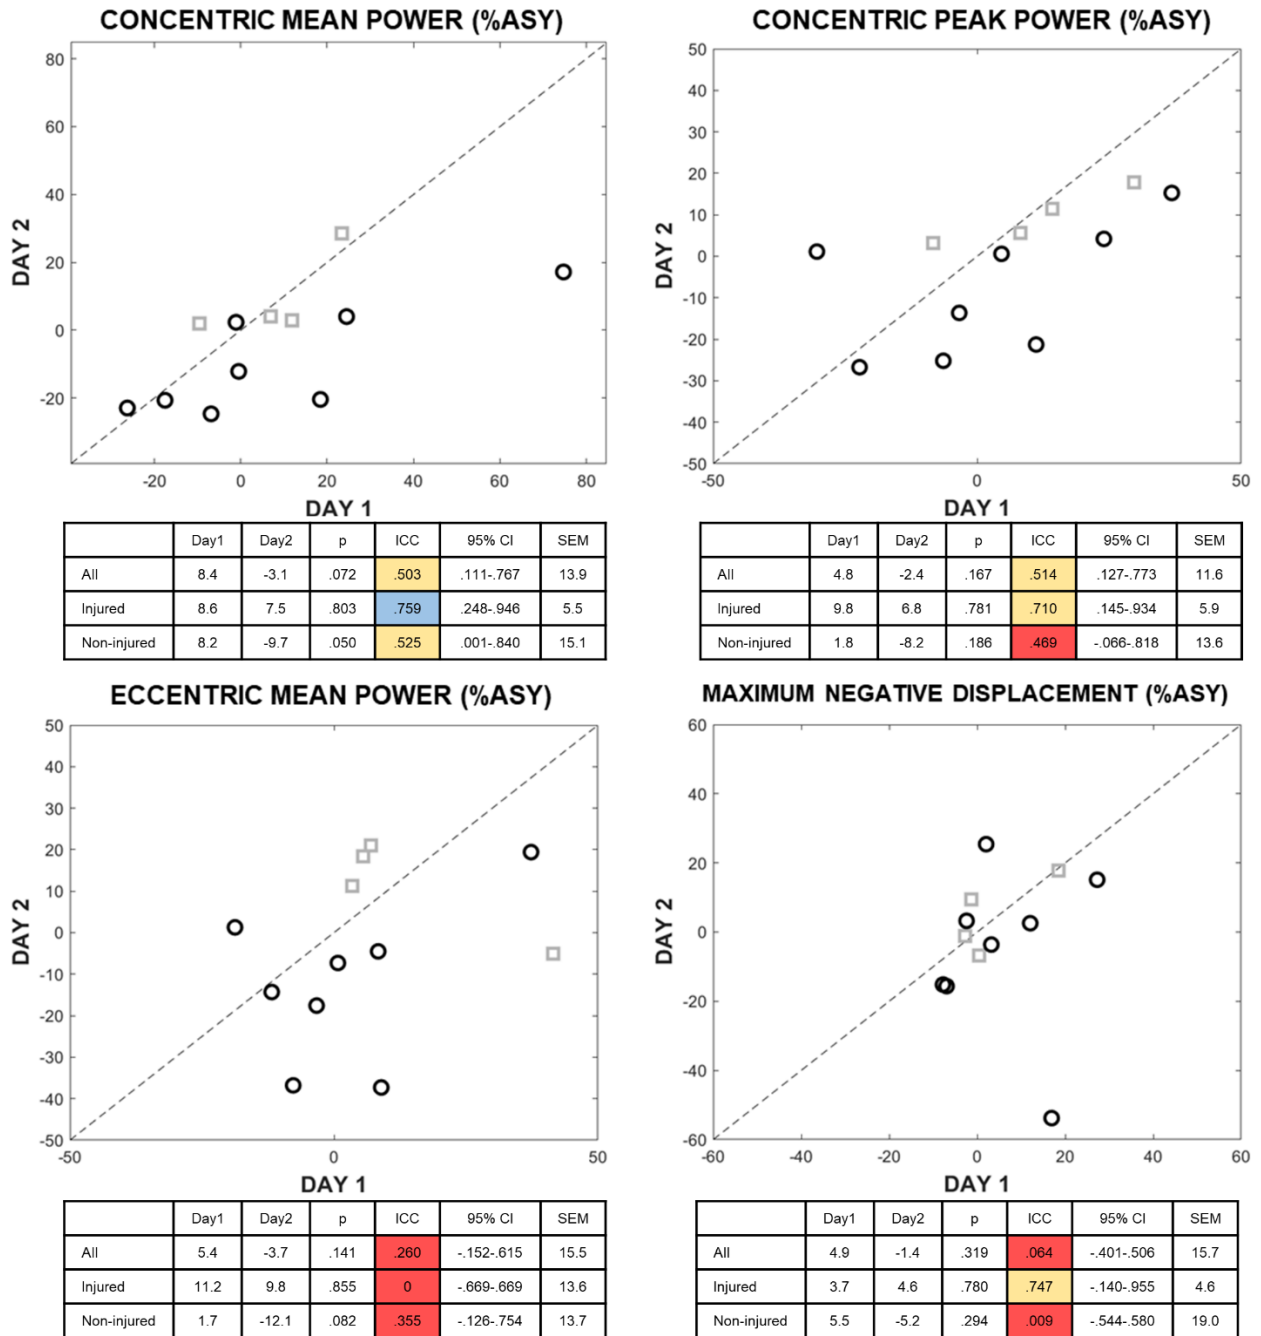 CONCENTRIC MEAN POWER (%ASY)
80
60
40
20
0
-20
DAY 2
-20 0 20 40 60 80
DAY 1
Day1 Day2 p ICC 95% CI SEM
All 8.4 -3.1 .072 .503 .111-.767 13.9
Injured 8.6 7.5 .803 .759 .248-.946 5.5
Non-injured 8.2 -9.7 .050 .525 .001-.840 15.1
CONCENTRIC PEAK POWER (%ASY)
50
40
30
20
10
0
-10
-20
-30
-40
-50
DAY 2
-50 0 50
DAY 1
Day1 Day2 p ICC 95% CI SEM
All 4.8 -2.4 .167 .514 .127-.773 11.6
Injured 9.8 6.8 .781 .710 .145-.934 5.9
Non-injured 1.8 -8.2 .186 .469 -.066-.818 13.6
ECCENTRIC MEAN POWER (%ASY)
50
40
30
20
10
0
-10
-20
-30
-40
-50
DAY 2
-50 0 50
DAY 1
Day1 Day2 p ICC 95% CI SEM
All 5.4 -3.7 .141 .260 -.152-.615 15.5
Injured 11.2 9.8 .855 0 -.669-.669 13.6
Non-injured 1.7 -12.1 .082 .355 -.126-.754 13.7
MAXIMUM NEGATIVE DISPLACEMENT (%ASY)
60
40
20
0
-20
-40
-60
DAY 2
-60 -40 -20 0 20 40 60
DAY 1
Day1 Day2 p ICC 95% CI SEM
All 4.9 -1.4 .319 .064 -.401-.506 15.7
Injured 3.7 4.6 .780 .747 -.140-.955 4.6
Non-injured 5.5 -5.2 .294 .009 -.544-.580 19.0